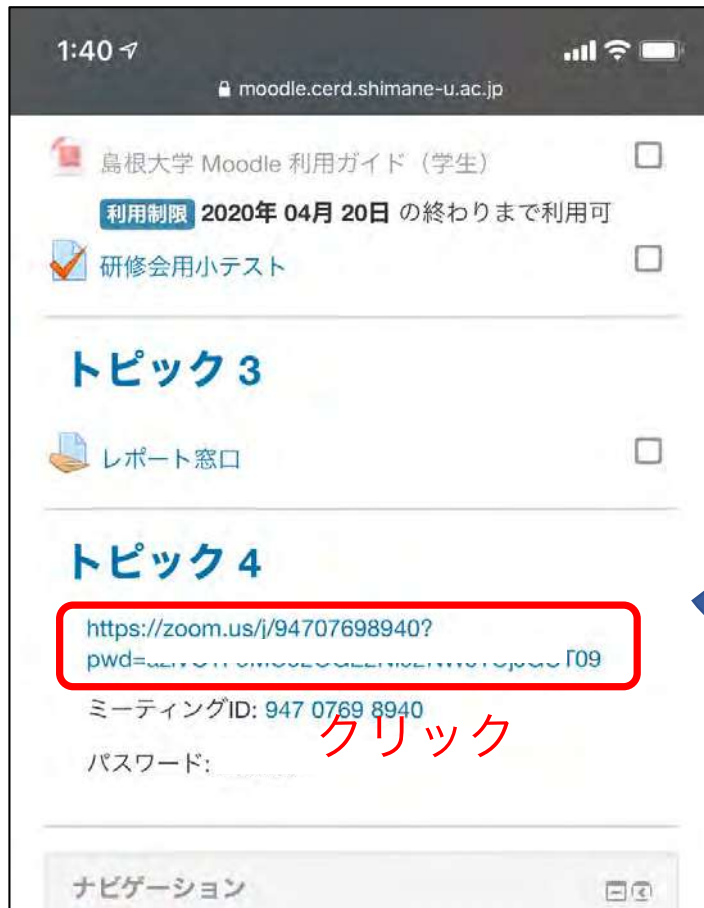 1:40
moodle.cerd.shimane-u.ac.jp
島根大学 Moodle 利用ガイド（学生）
利用制限 2020年 04月 20日 の終わりまで利用可
研修会用小テスト
トピック 3
レポート窓口
トピック 4
https://zoom.us/j/94707698940?
pwd=
ミーティングID: 947 0769 8940
クリック
パスワード:
ナビゲーション